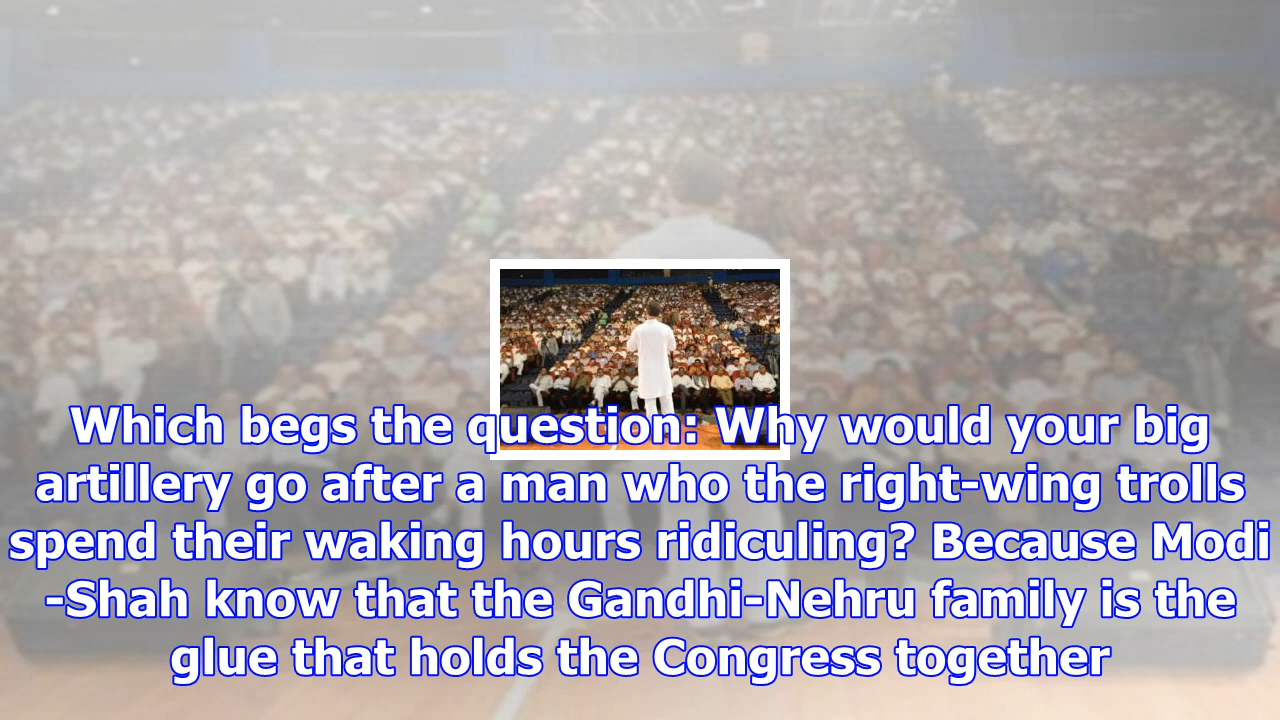 Which begs the question: Why would your big
artillery go after a man who the right-wing trolls
spend their waking hours ridiculing? Because Modi
-Shah know that the Gandhi-Nehru family is the
glue that holds the Congress together